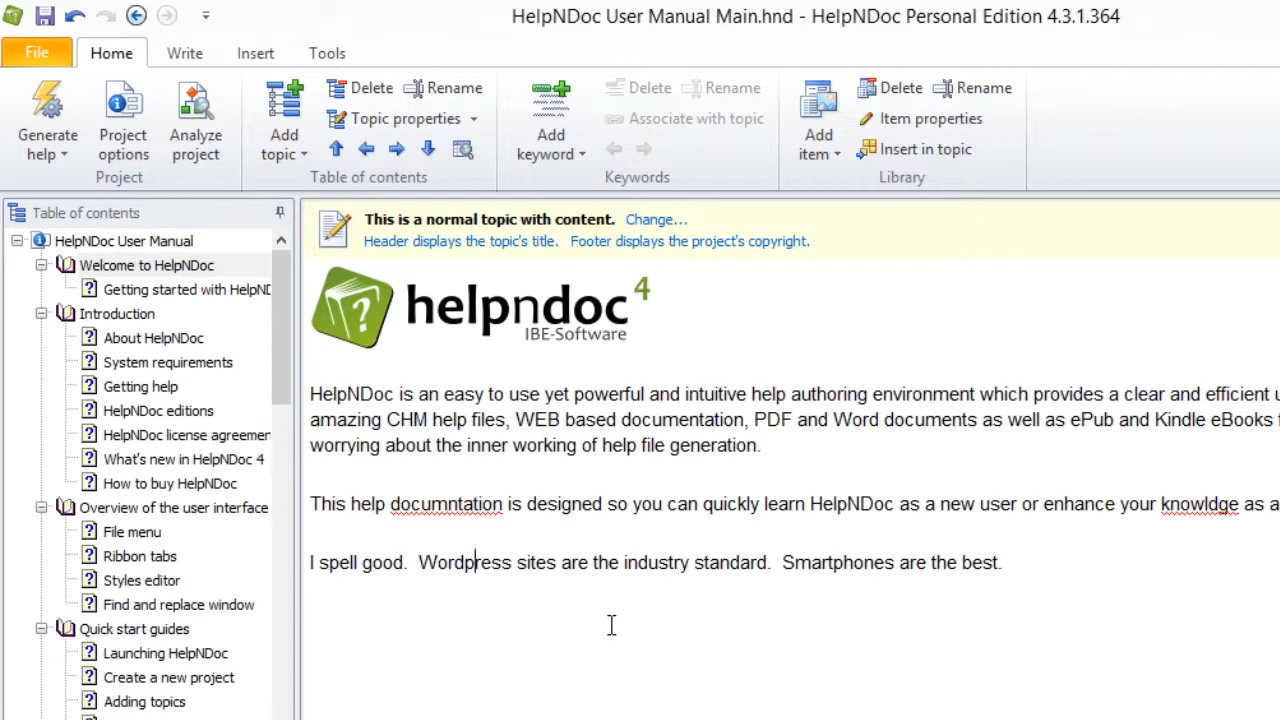 HelpNDoc User Manual Main.hnd - HelpNDoc Personal Edition 4.3.1.364
File Home Write Insert Tools
Generate help
Project options
Analyze project
Project
Add topic
Delete Rename
Topic properties
Table of contents
Add keyword
Delete Rename
Associate with topic
Keywords
Add item
Delete Rename
Item properties
Insert in topic
Library
Table of contents
HelpNDoc User Manual
Welcome to HelpNDoc
Getting started with HelpND
Introduction
About HelpNDoc
System requirements
Getting help
HelpNDoc editions
HelpNDoc license agreemen
What's new in HelpNDoc 4
How to buy HelpNDoc
Overview of the user interface
File menu
Ribbon tabs
Styles editor
Find and replace window
Quick start guides
Launching HelpNDoc
Create a new project
Adding topics
This is a normal topic with content. Change...
Header displays the topic's title. Footer displays the project's copyright.
helpndoc 4
IBE-Software
HelpNDoc is an easy to use yet powerful and intuitive help authoring environment which provides a clear and efficient u
amazing CHM help files, WEB based documentation, PDF and Word documents as well as ePub and Kindle eBooks
worrying about the inner working of help file generation.
This help documntation is designed so you can quickly learn HelpNDoc as a new user or enhance your knowldge as a
I spell good. Wordpress sites are the industry standard. Smartphones are the best.